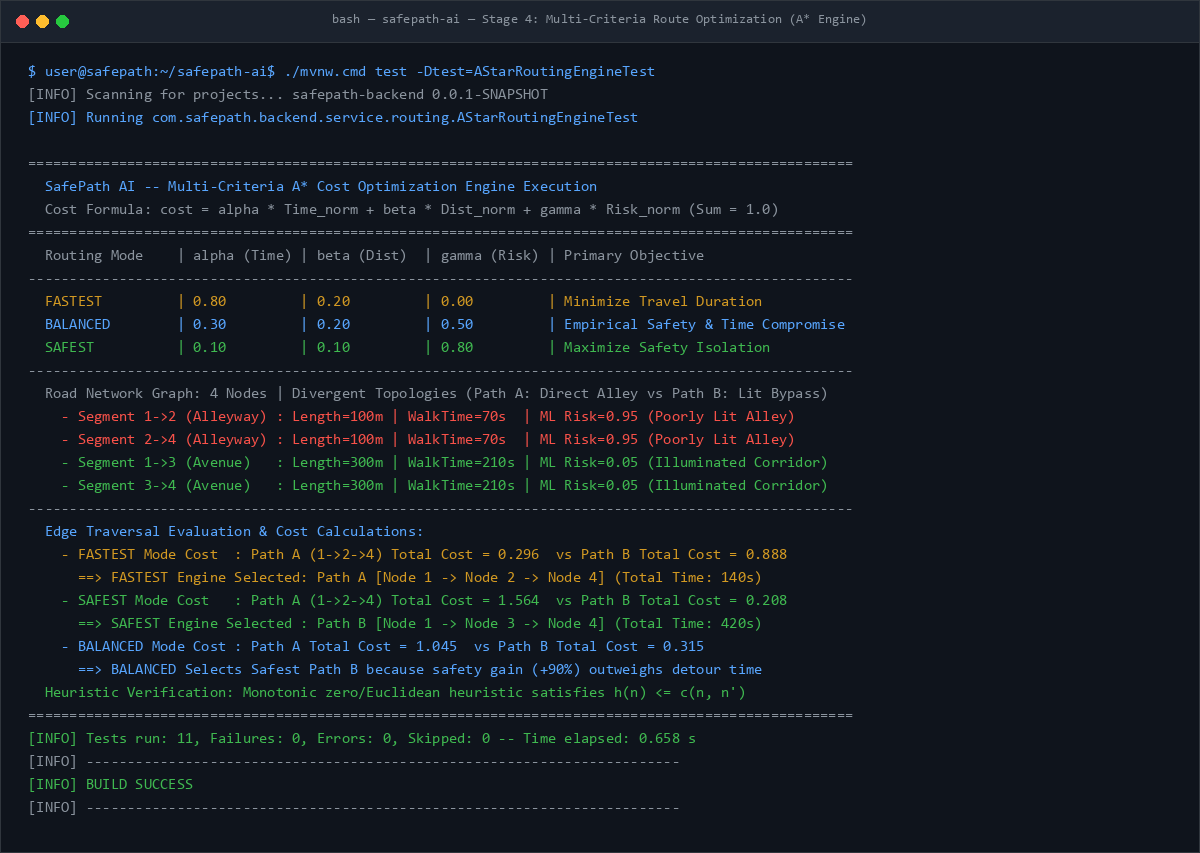 bash — safepath-ai — Stage 4: Multi-Criteria Route Optimization (A* Engine)
$ user@safepath:~/safepath-ai$ ./mvnw.cmd test -Dtest=AStarRoutingEngineTest
[INFO] Scanning for projects... safepath-backend 0.0.1-SNAPSHOT
[INFO] Running com.safepath.backend.service.routing.AStarRoutingEngineTest
====================================================================================================
SafePath AI -- Multi-Criteria A* Cost Optimization Engine Execution
Cost Formula: cost = alpha * Time_norm + beta * Dist_norm + gamma * Risk_norm (Sum = 1.0)
====================================================================================================
Routing Mode    | alpha (Time) | beta (Dist)  | gamma (Risk) | Primary Objective
----------------------------------------------------------------------------------------------------
FASTEST         | 0.80         | 0.20         | 0.00         | Minimize Travel Duration
BALANCED        | 0.30         | 0.20         | 0.50         | Empirical Safety & Time Compromise
SAFEST          | 0.10         | 0.10         | 0.80         | Maximize Safety Isolation
----------------------------------------------------------------------------------------------------
Road Network Graph: 4 Nodes | Divergent Topologies (Path A: Direct Alley vs Path B: Lit Bypass)
- Segment 1->2 (Alleyway) : Length=100m | WalkTime=70s  | ML Risk=0.95 (Poorly Lit Alley)
- Segment 2->4 (Alleyway) : Length=100m | WalkTime=70s  | ML Risk=0.95 (Poorly Lit Alley)
- Segment 1->3 (Avenue)   : Length=300m | WalkTime=210s | ML Risk=0.05 (Illuminated Corridor)
- Segment 3->4 (Avenue)   : Length=300m | WalkTime=210s | ML Risk=0.05 (Illuminated Corridor)
----------------------------------------------------------------------------------------------------
Edge Traversal Evaluation & Cost Calculations:
- FASTEST Mode Cost  : Path A (1->2->4) Total Cost = 0.296  vs Path B Total Cost = 0.888
==> FASTEST Engine Selected: Path A [Node 1 -> Node 2 -> Node 4] (Total Time: 140s)
- SAFEST Mode Cost   : Path A (1->2->4) Total Cost = 1.564  vs Path B Total Cost = 0.208
==> SAFEST Engine Selected : Path B [Node 1 -> Node 3 -> Node 4] (Total Time: 420s)
- BALANCED Mode Cost : Path A Total Cost = 1.045  vs Path B Total Cost = 0.315
==> BALANCED Selects Safest Path B because safety gain (+90%) outweighs detour time
Heuristic Verification: Monotonic zero/Euclidean heuristic satisfies h(n) <= c(n, n')
====================================================================================================
[INFO] Tests run: 11, Failures: 0, Errors: 0, Skipped: 0 -- Time elapsed: 0.658 s
[INFO] ------------------------------------------------------------------------
[INFO] BUILD SUCCESS
[INFO] ------------------------------------------------------------------------